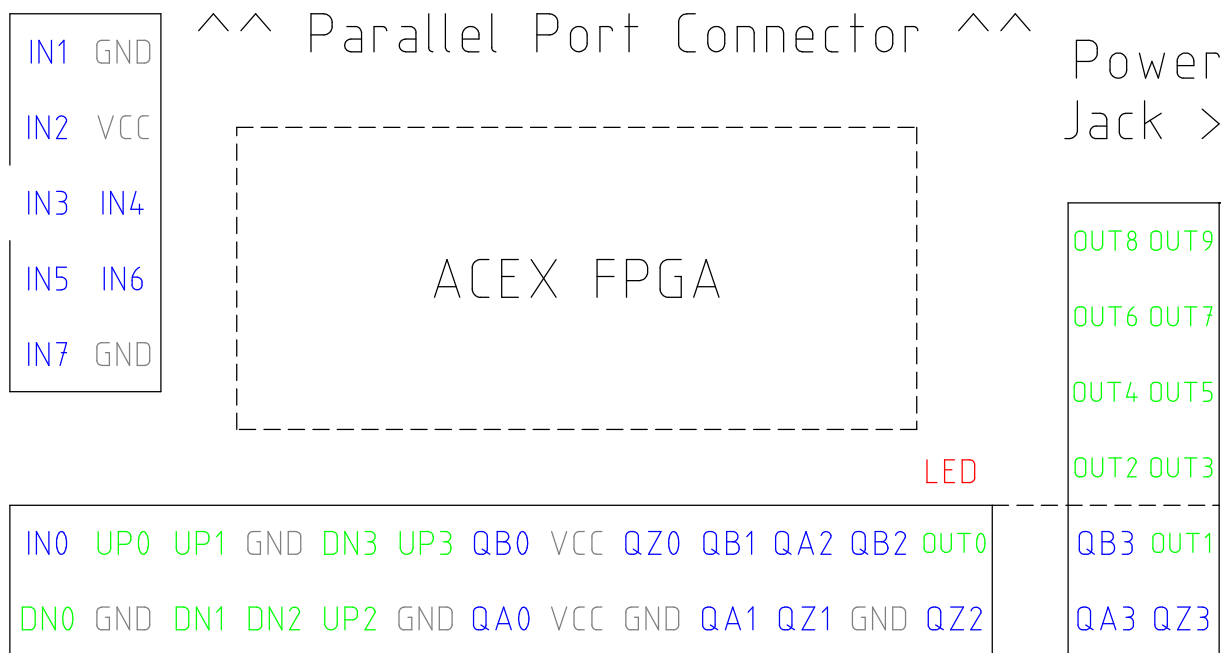 ^^ Parallel Port Connector ^^
IN1 GND
Power
IN2 VCC
Jack >
IN3 IN4
OUT8 OUT9
IN5 IN6
ACEX FPGA
OUT6 OUT7
IN7 GND
OUT4 OUT5
LED
OUT2 OUT3
IN0 UP0 UP1 GND DN3 UP3 QB0 VCC QZ0 QB1 QA2 QB2 OUT0
QB3 OUT1
DN0 GND DN1 DN2 UP2 GND QA0 VCC GND QA1 QZ1 GND QZ2
QA3 QZ3